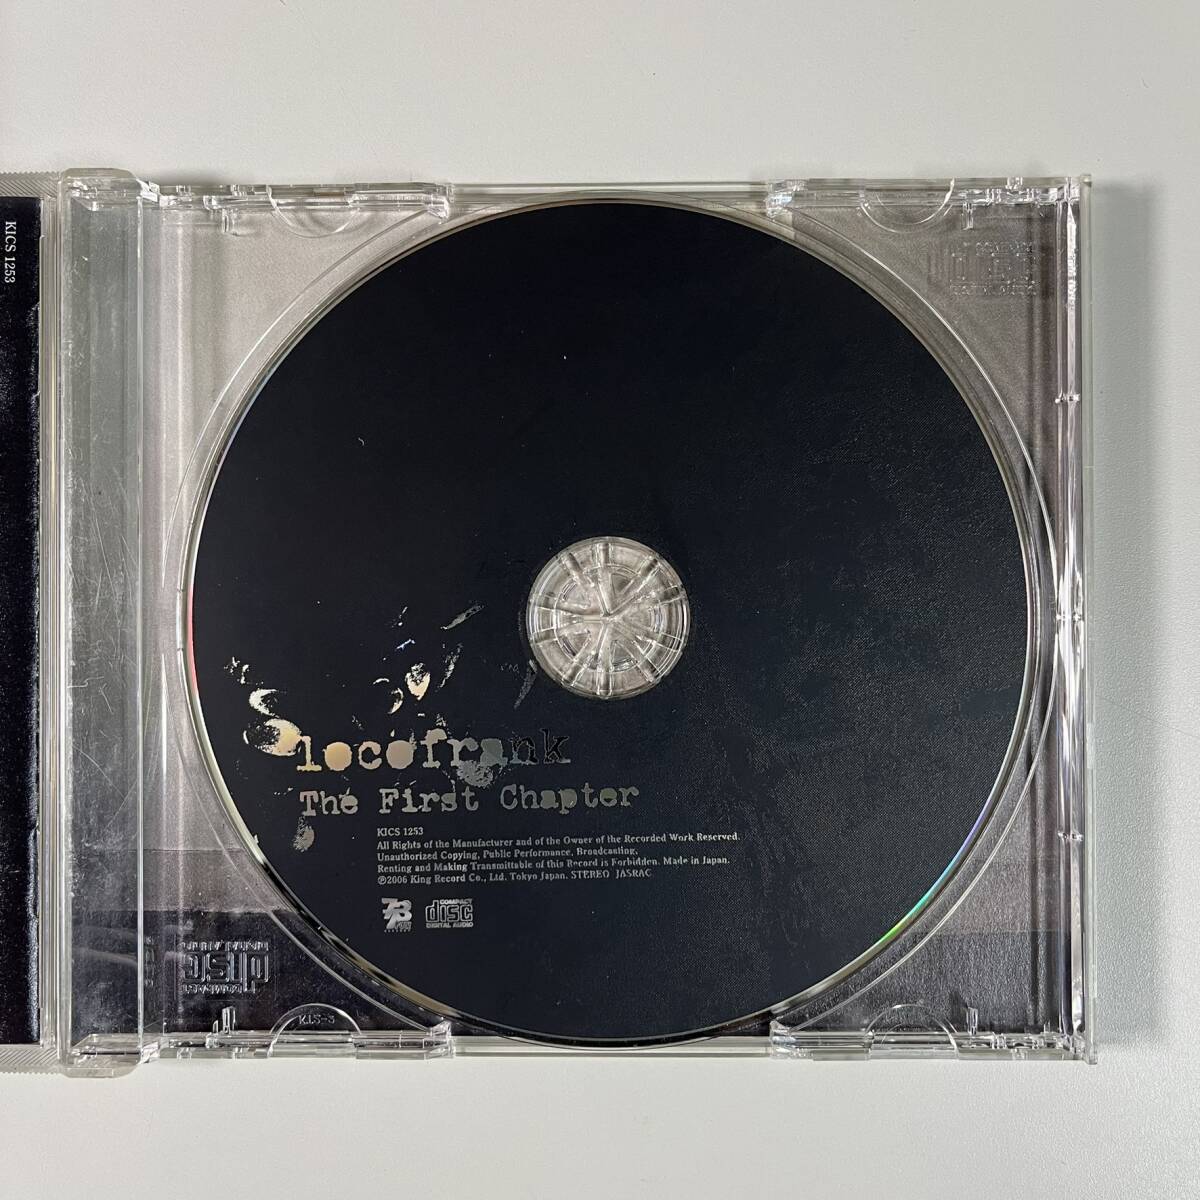 KICS 1253
locofrank
The First Chapter
KICS 1253
All Rights of the Manufacturer and of the Owner of the Recorded Work Reserved.
Unauthorized Copying, Public Performance, Broadcasting,
Renting and Making Transmittable of this Record is Forbidden. Made in Japan.
℗2006 King Record Co., Ltd. Tokyo Japan. STEREO JASRAC
COMPACT
disc
DIGITAL AUDIO